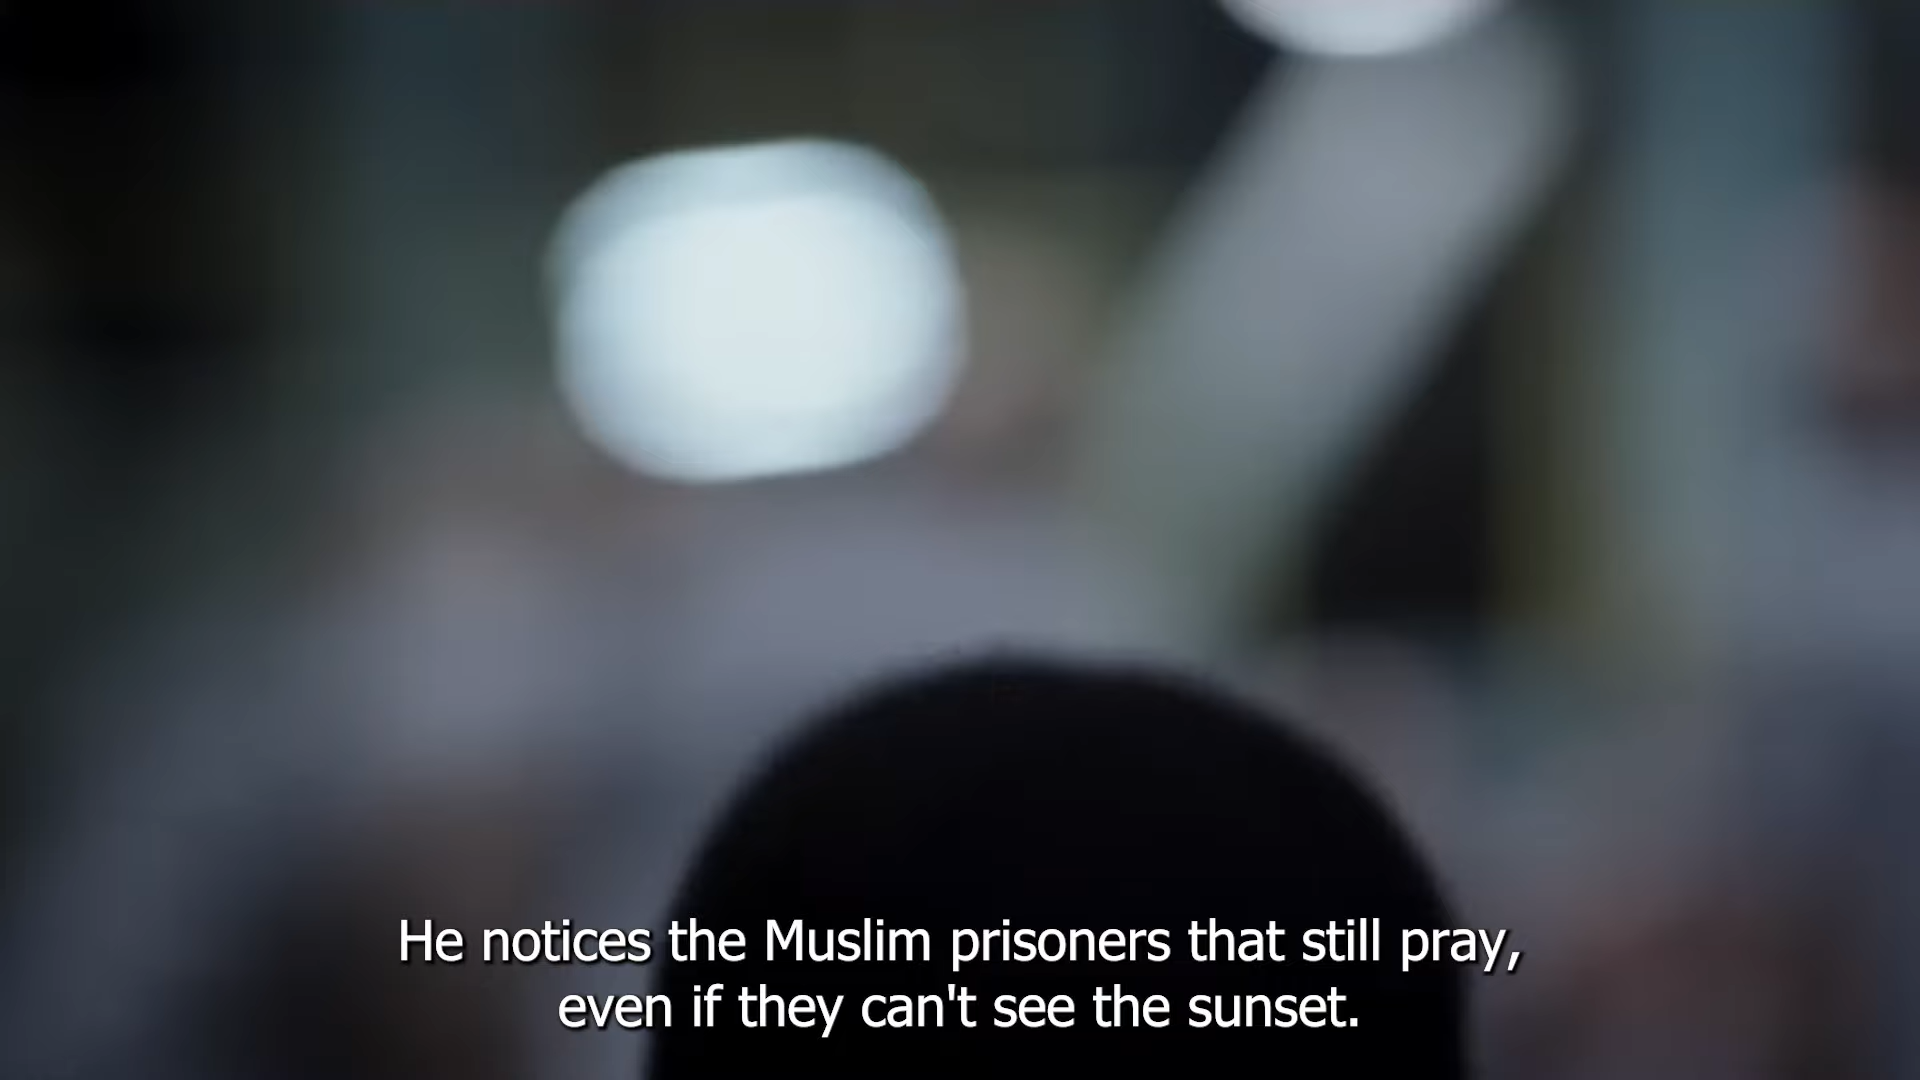 He notices the Muslim prisoners that still pray,
even if they can't see the sunset.